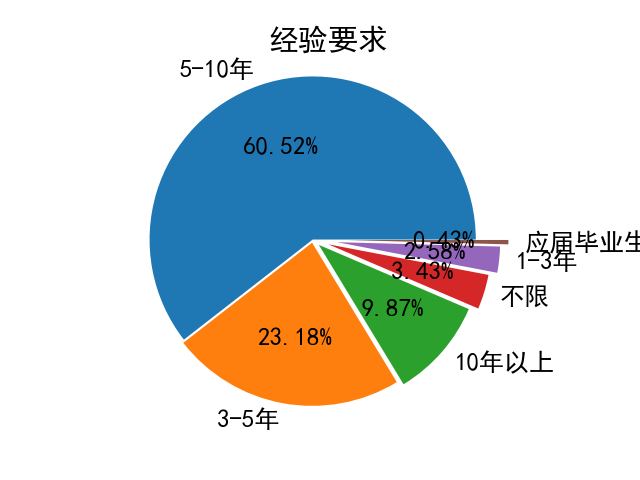 经验要求
5-10年
60.52%
0.43%
应届毕业生
2.58%
1-3年
3.43%
不限
9.87%
10年以上
23.18%
3-5年